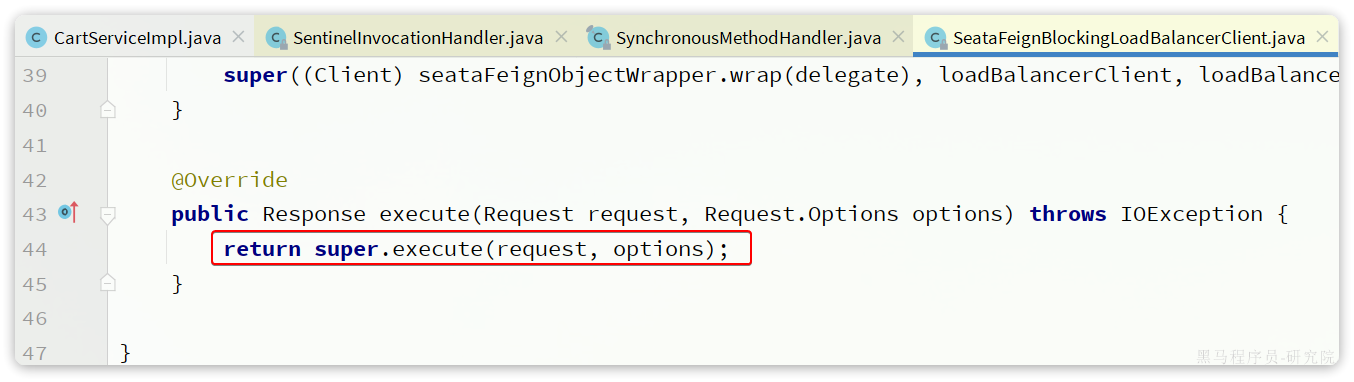 CartServiceImpl.java SentinelInvocationHandler.java SynchronousMethodHandler.java SeataFeignBlockingLoadBalancerClient.java
39 super((Client) seataFeignObjectWrapper.wrap(delegate), loadBalancerClient, loadBalance
40 }
41
42 @Override
43 public Response execute(Request request, Request.Options options) throws IOException {
44 return super.execute(request, options);
45 }
46
47 }
黑马程序员-研究院